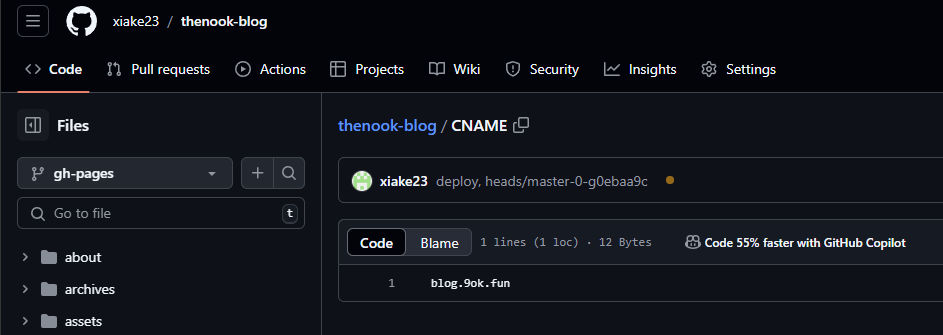 xiake23 / thenook-blog
Code Pull requests Actions Projects Wiki Security Insights Settings
Files
gh-pages
Go to file t
about
archives
assets
thenook-blog / CNAME
xiake23 deploy, heads/master-0-g0ebaa9c
Code Blame 1 lines (1 loc) · 12 Bytes Code 55% faster with GitHub Copilot
1 blog.9ok.fun